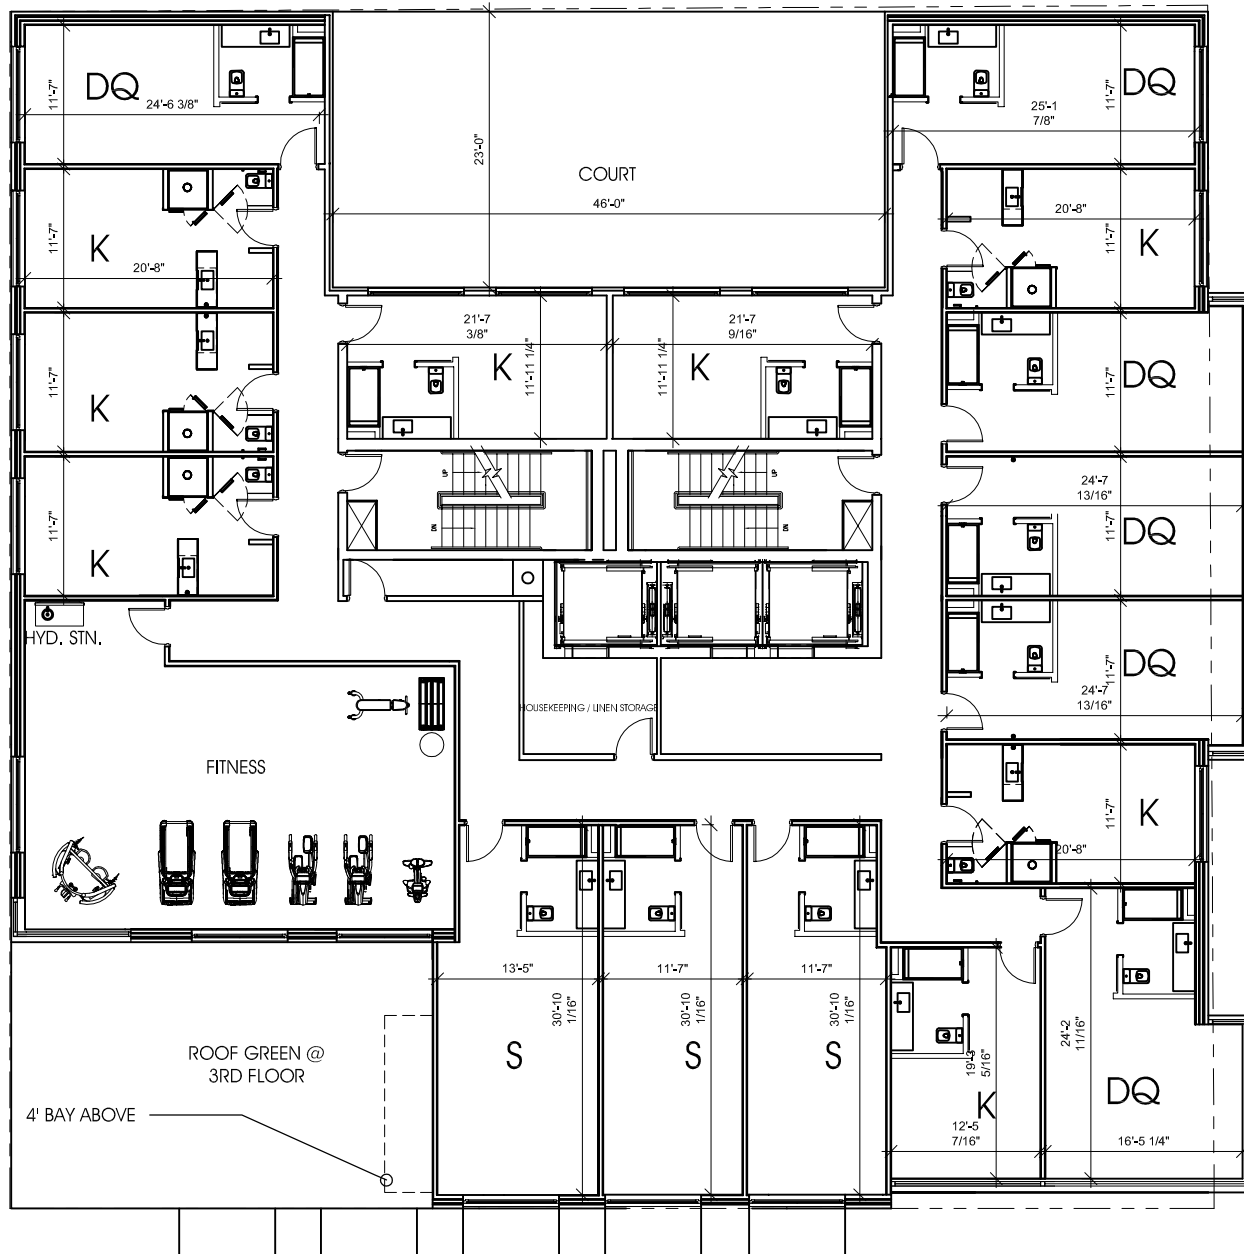 DQ
11'-7"
24'-6 3/8"
23'-0"
COURT
46'-0"
DQ
11'-7"
25'-1
7/8"
K
11'-7"
20'-8"
20'-8"
11'-7"
K
21'-7
3/8"
11'-11 1/4"
K
21'-7
9/16"
11'-11 1/4"
K
11'-7"
K
11'-7"
DQ
UP
DN
UP
DN
24'-7
13/16"
11'-7"
DQ
11'-7"
K
HYD. STN.
11'-7"
DQ
24'-7
13/16"
HOUSEKEEPING / LINEN STORAGE
FITNESS
11'-7"
K
20'-8"
13'-5"
30'-10
1/16"
S
11'-7"
30'-10
1/16"
S
11'-7"
30'-10
1/16"
S
19'-3
5/16"
K
12'-5
7/16"
24'-2
11/16"
DQ
16'-5 1/4"
ROOF GREEN @
3RD FLOOR
4' BAY ABOVE